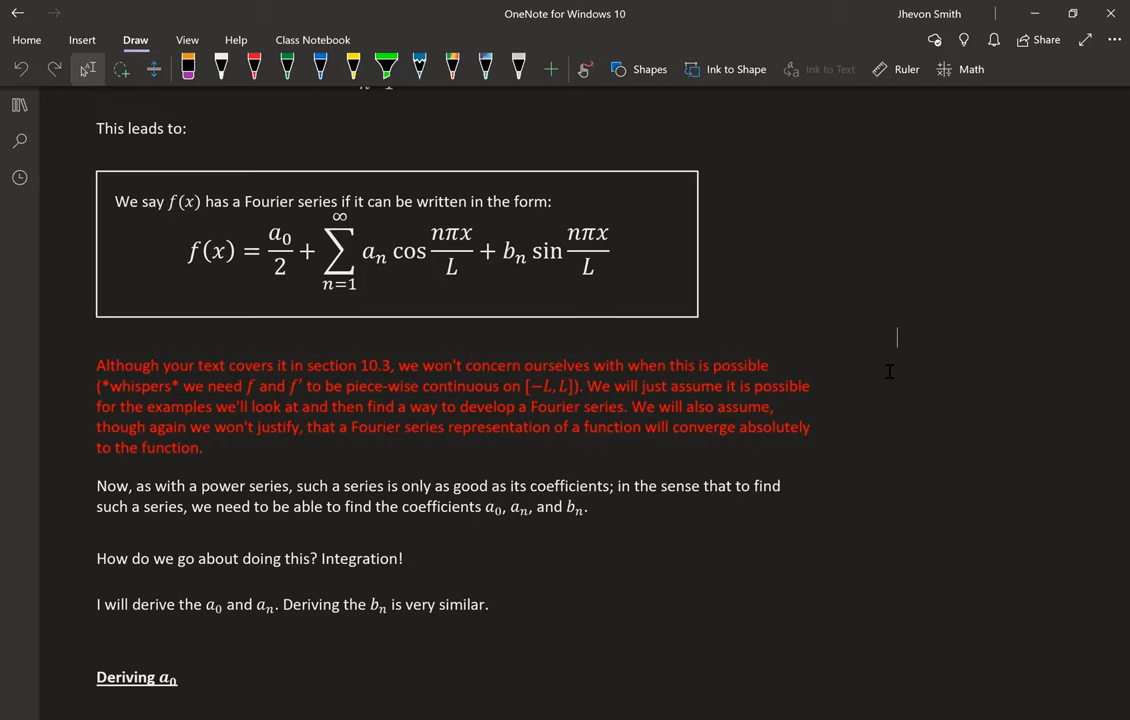 OneNote for Windows 10
Jhevon Smith
Home Insert Draw View Help Class Notebook
Share
Shapes Ink to Shape Ink to Text Ruler Math
n=1
This leads to:
We say f(x) has a Fourier series if it can be written in the form:
f(x) = a₀/2 + ∑_{n=1}^{∞} aₙ cos nπx/L + bₙ sin nπx/L
Although your text covers it in section 10.3, we won't concern ourselves with when this is possible
(*whispers* we need f and f′ to be piece-wise continuous on [−L, L]). We will just assume it is possible
for the examples we'll look at and then find a way to develop a Fourier series. We will also assume,
though again we won't justify, that a Fourier series representation of a function will converge absolutely
to the function.
Now, as with a power series, such a series is only as good as its coefficients; in the sense that to find
such a series, we need to be able to find the coefficients a₀, aₙ, and bₙ.
How do we go about doing this? Integration!
I will derive the a₀ and aₙ. Deriving the bₙ is very similar.
Deriving a₀